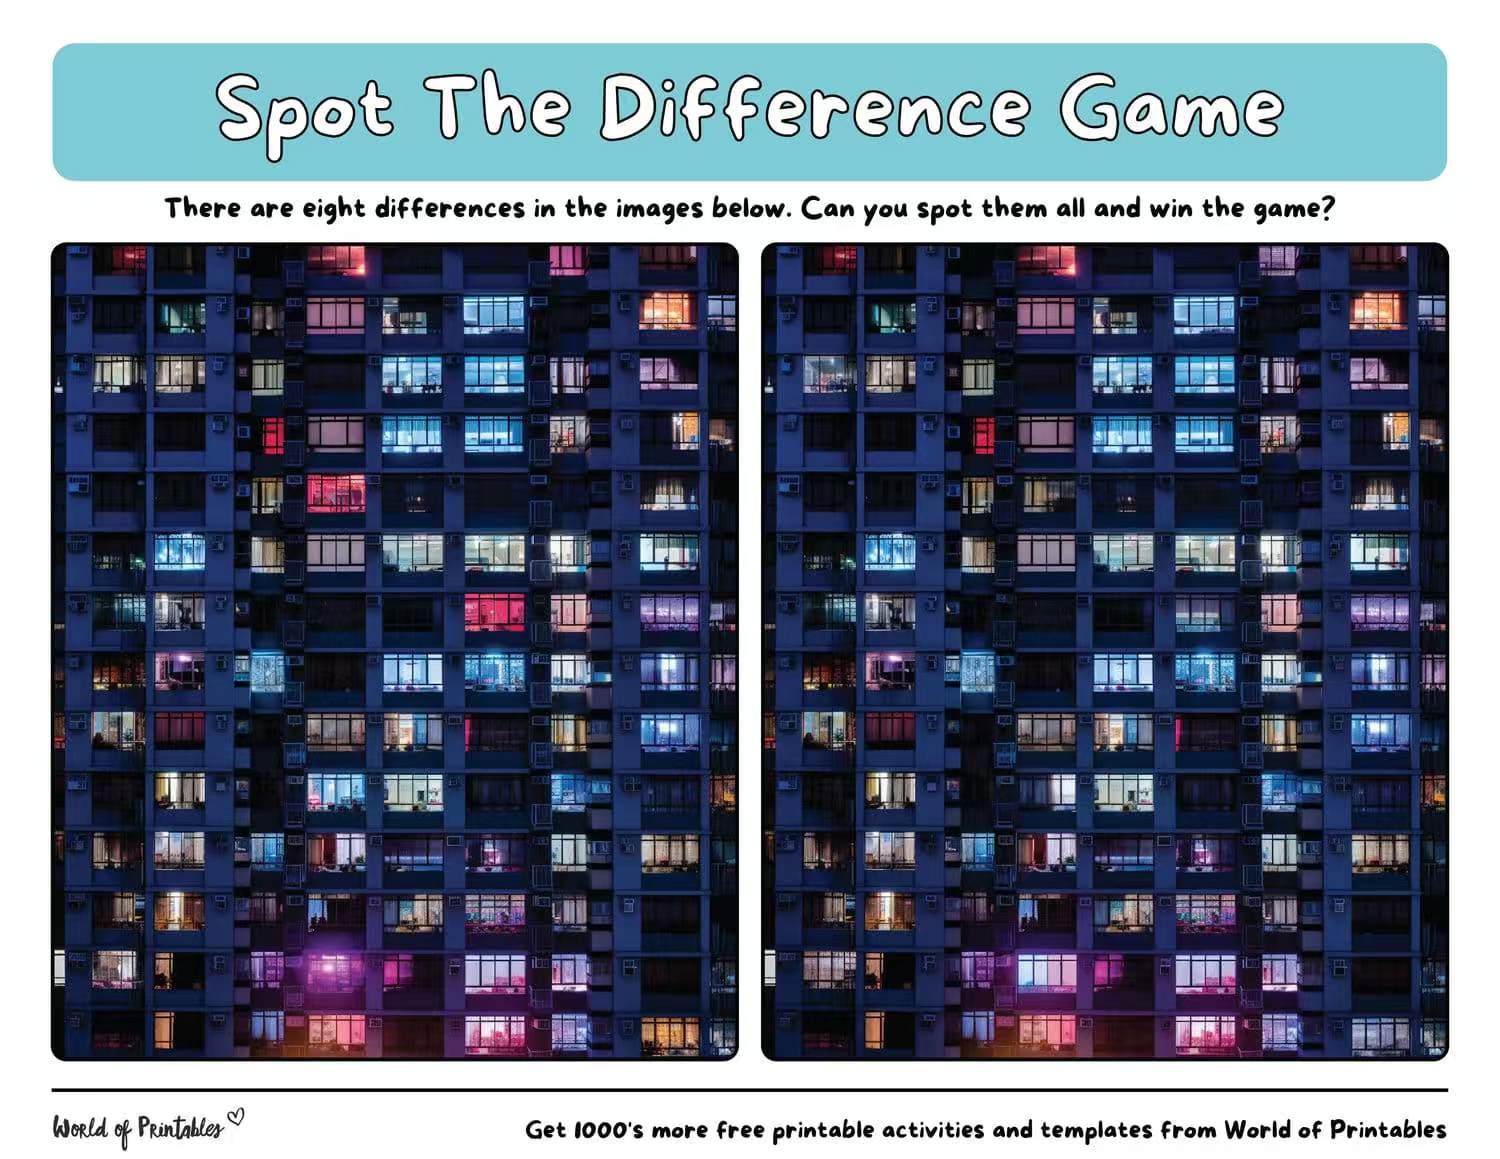 Spot The Difference Game
There are eight differences in the images below. Can you spot them all and win the game?
World of Printables
Get 1000's more free printable activities and templates from World of Printables